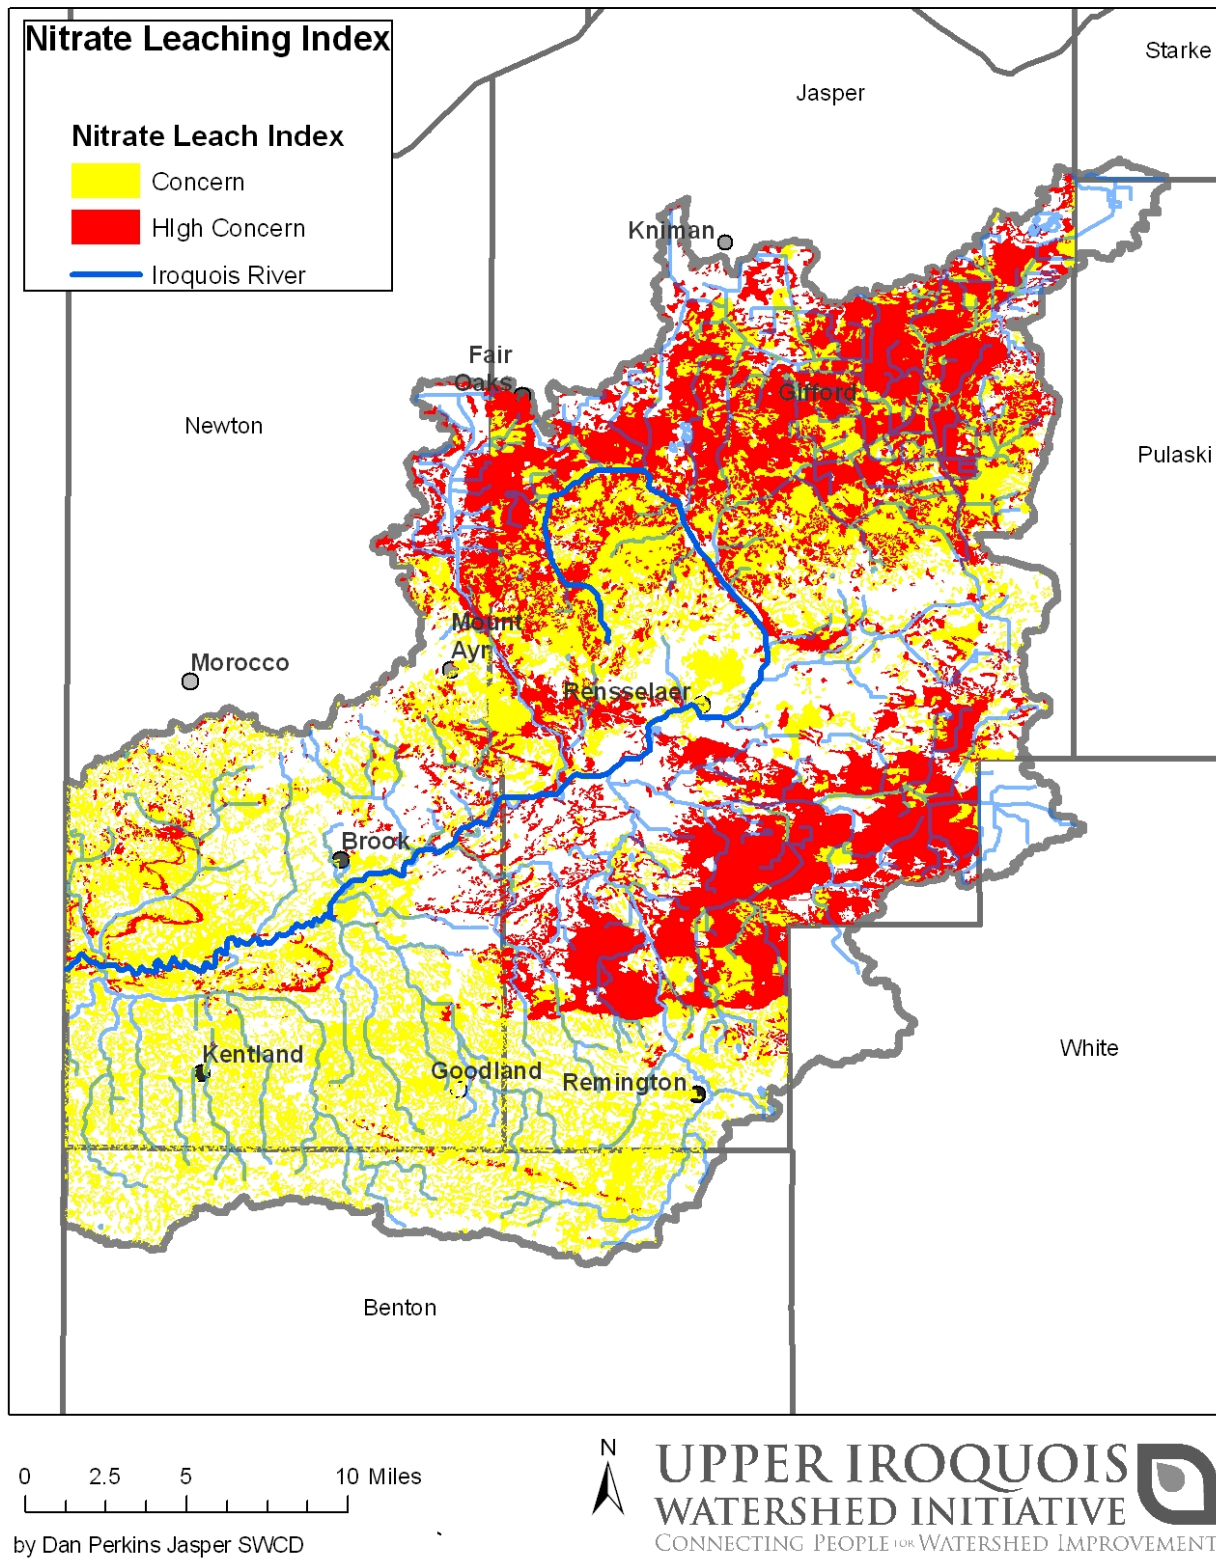 Nitrate Leaching Index
Nitrate Leach Index
Concern
HIgh Concern
Iroquois River
Starke
Jasper
Kniman
Fair
Oaks
Gifford
Newton
Pulaski
Mount
Ayr
Morocco
Rensselaer
Brook
White
Kentland
Goodland
Remington
Benton
0 2.5 5 10 Miles
by Dan Perkins Jasper SWCD
N
UPPER IROQUOIS
WATERSHED INITIATIVE
CONNECTING PEOPLE FOR WATERSHED IMPROVEMENT